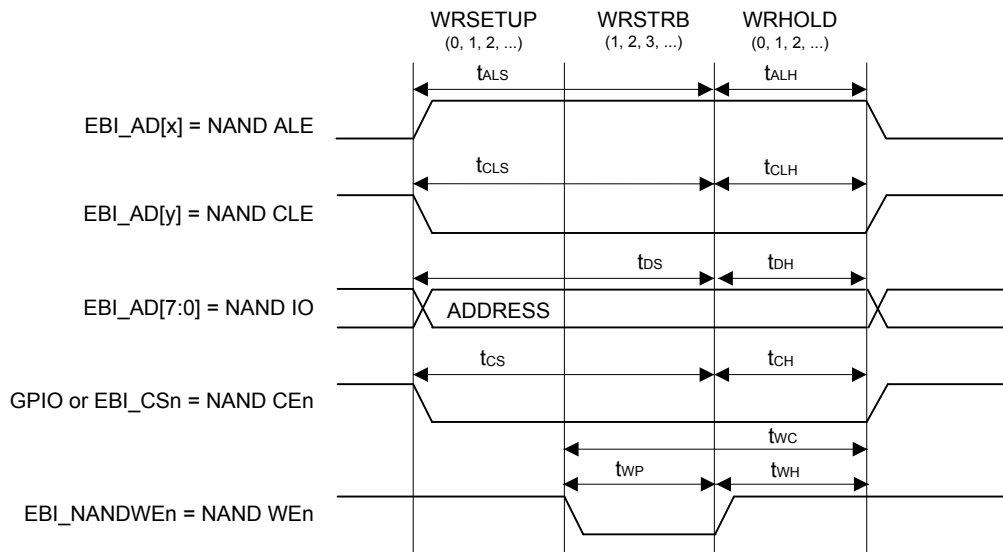 WRSETUP WRSTRB WRHOLD
(0, 1, 2, ...) (1, 2, 3, ...) (0, 1, 2, ...)
tALS tALH
EBI_AD[x] = NAND ALE
tCLS tCLH
EBI_AD[y] = NAND CLE
tDS tDH
EBI_AD[7:0] = NAND IO ADDRESS
tCS tCH
GPIO or EBI_CSn = NAND CEn
tWC
tWP tWH
EBI_NANDWEn = NAND WEn